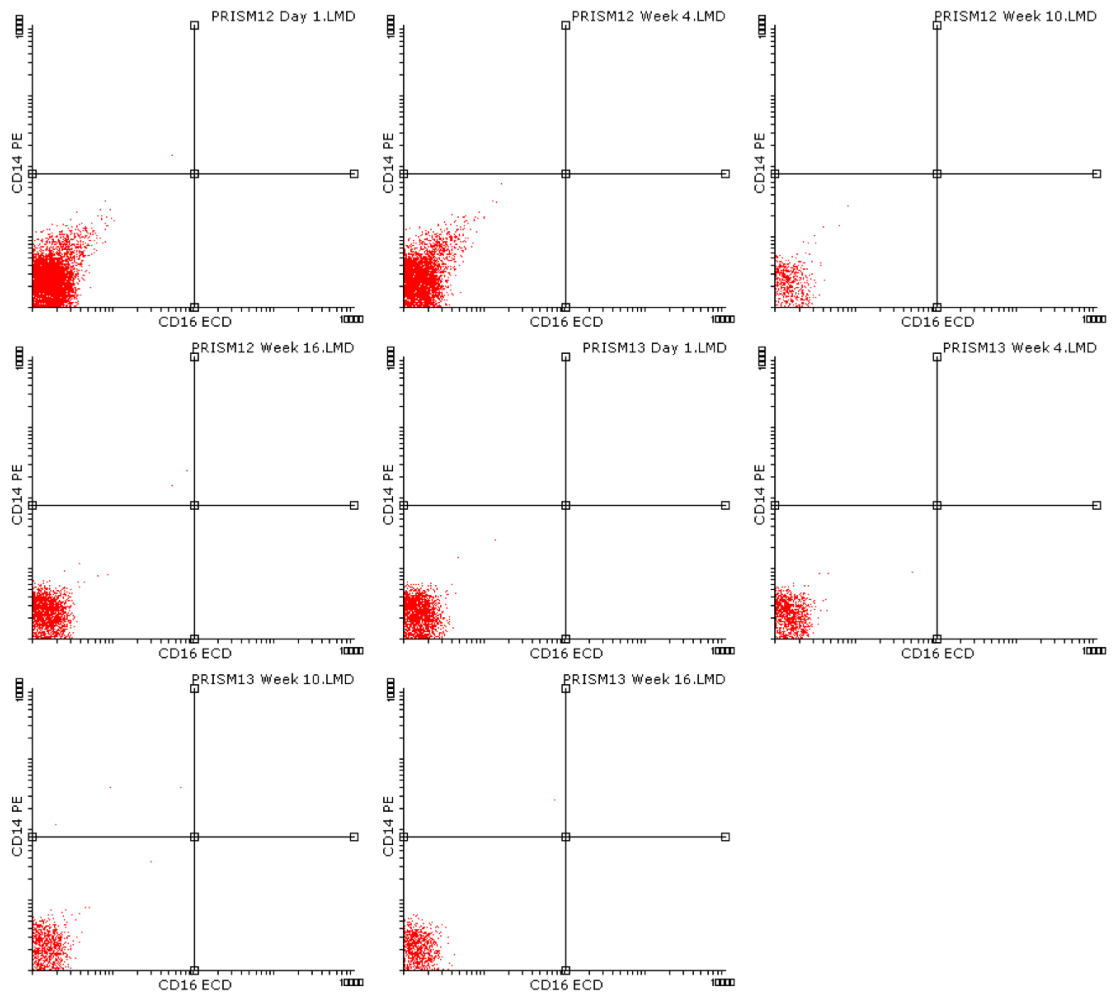 PRISM12 Day 1.LMD
CD14 PE
CD16 ECD
PRISM12 Week 4.LMD
CD14 PE
CD16 ECD
PRISM12 Week 10.LMD
CD14 PE
CD16 ECD
PRISM12 Week 16.LMD
CD14 PE
CD16 ECD
PRISM13 Day 1.LMD
CD14 PE
CD16 ECD
PRISM13 Week 4.LMD
CD14 PE
CD16 ECD
PRISM13 Week 10.LMD
CD14 PE
CD16 ECD
PRISM13 Week 16.LMD
CD14 PE
CD16 ECD